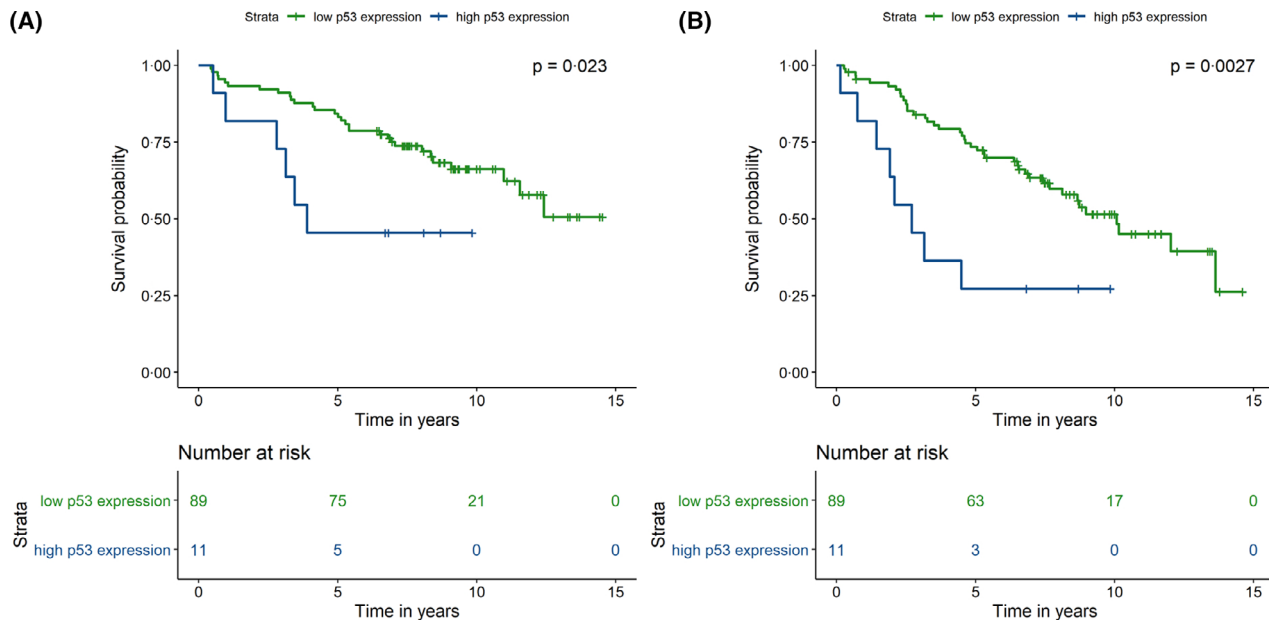 (A)
Strata low p53 expression high p53 expression
p = 0·023
1·00
0·75
0·50
0·25
0·00
Survival probability
0 5 10 15
Time in years
Number at risk
Strata
low p53 expression 89 75 21 0
high p53 expression 11 5 0 0
0 5 10 15
Time in years
(B)
Strata low p53 expression high p53 expression
p = 0·0027
1·00
0·75
0·50
0·25
0·00
Survival probability
0 5 10 15
Time in years
Number at risk
Strata
low p53 expression 89 63 17 0
high p53 expression 11 3 0 0
0 5 10 15
Time in years